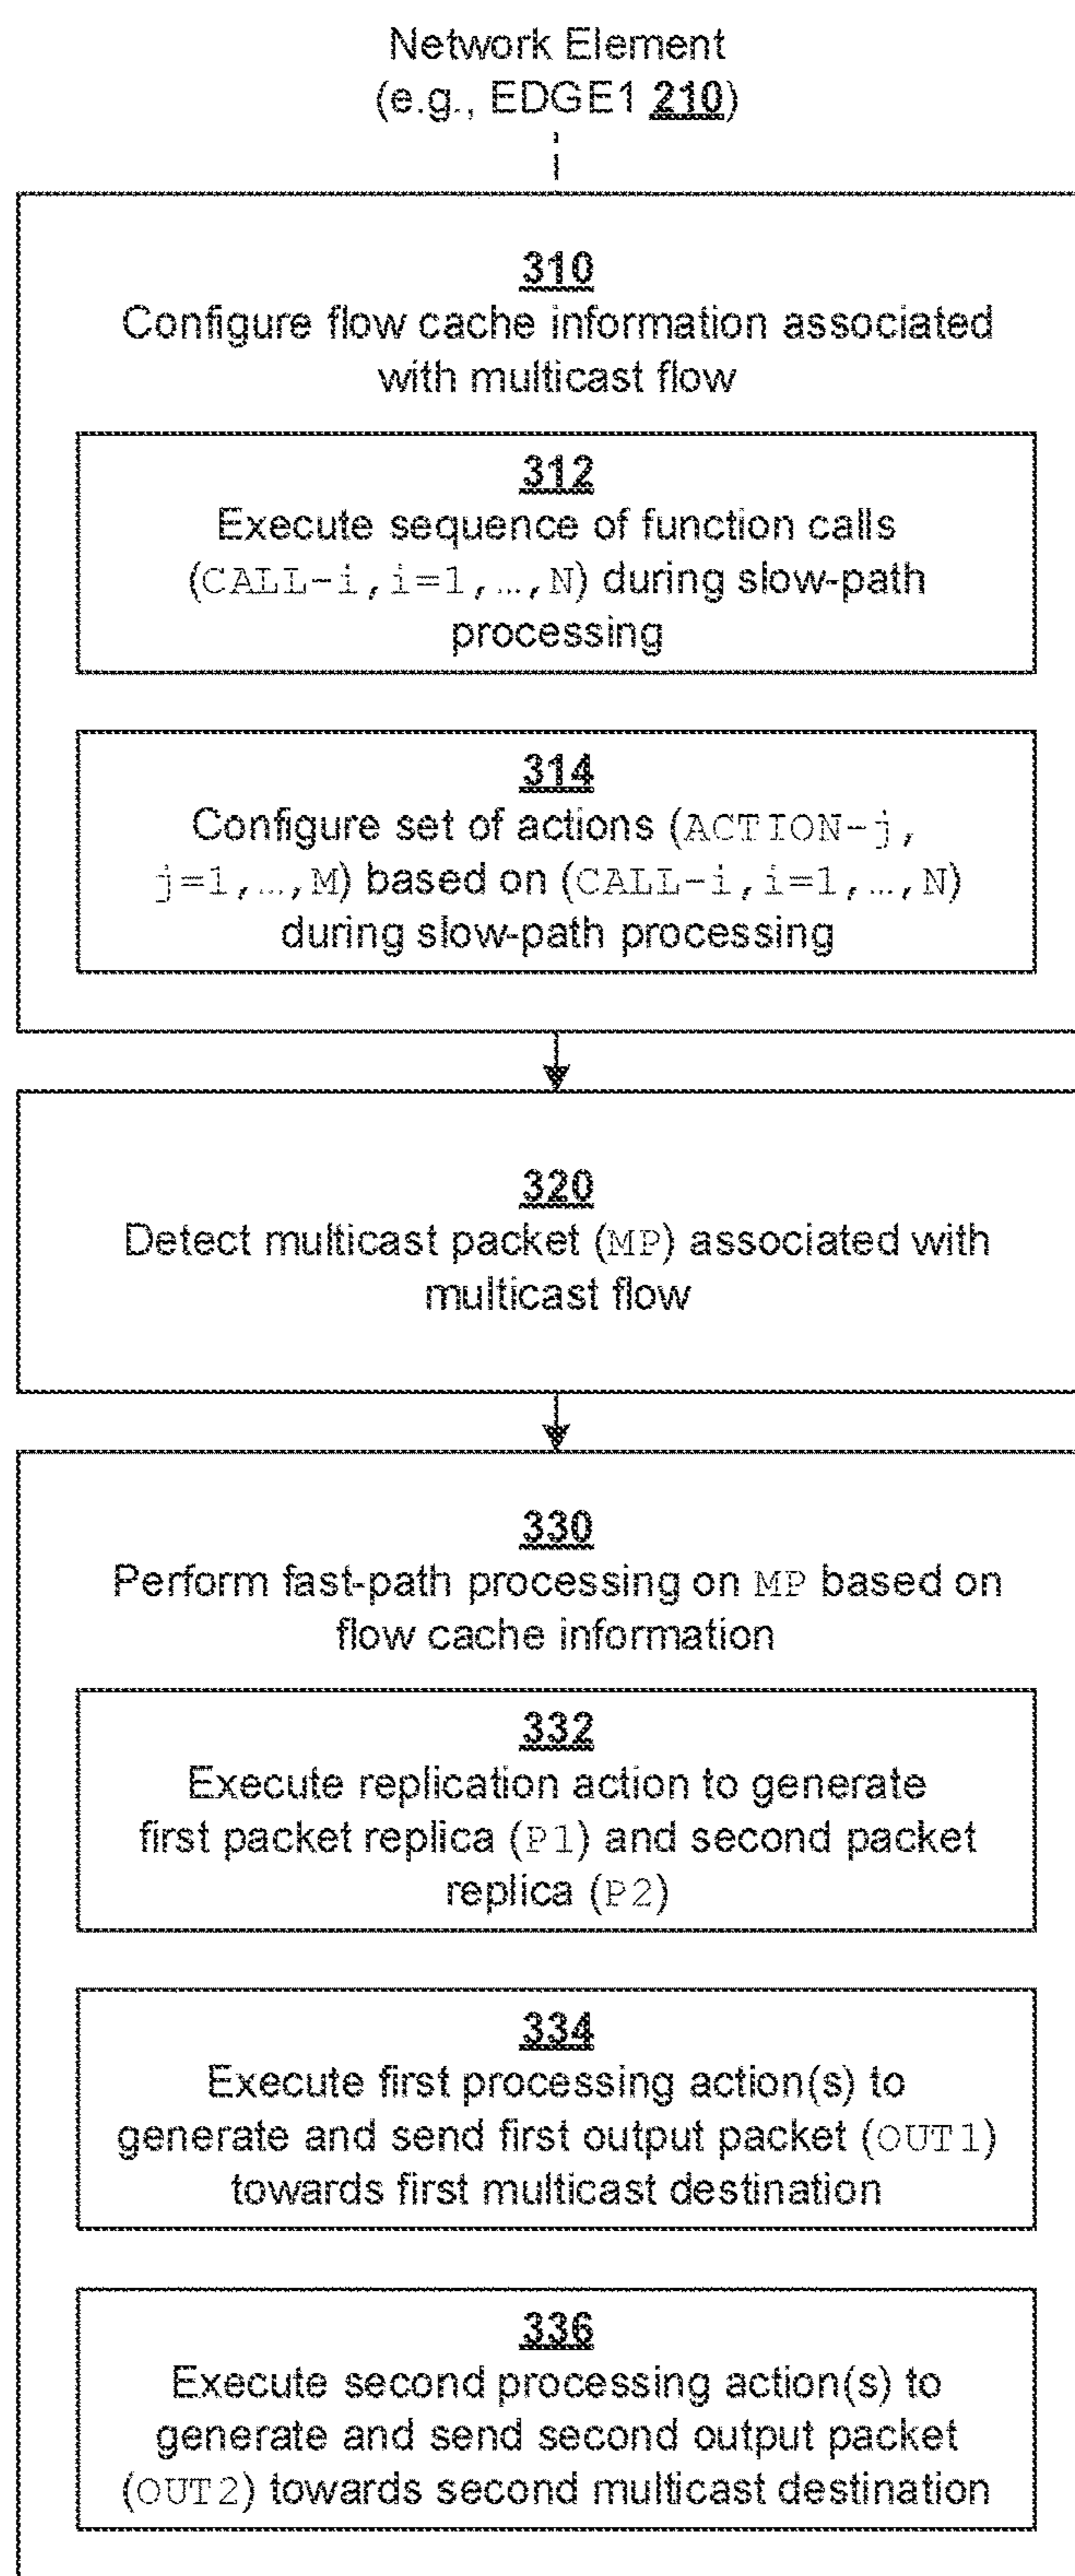 Network Element
(e.g., EDGE1 210)
310
Configure flow cache information associated
with multicast flow
312
Execute sequence of function calls
(CALL-i, i=1, …, N) during slow-path
processing
314
Configure set of actions (ACTION-j,
j=1, …, M) based on (CALL-i, i=1, …, N)
during slow-path processing
320
Detect multicast packet (MP) associated with
multicast flow
330
Perform fast-path processing on MP based on
flow cache information
332
Execute replication action to generate
first packet replica (P1) and second packet
replica (P2)
334
Execute first processing action(s) to
generate and send first output packet (OUT1)
towards first multicast destination
336
Execute second processing action(s) to
generate and send second output packet
(OUT2) towards second multicast destination